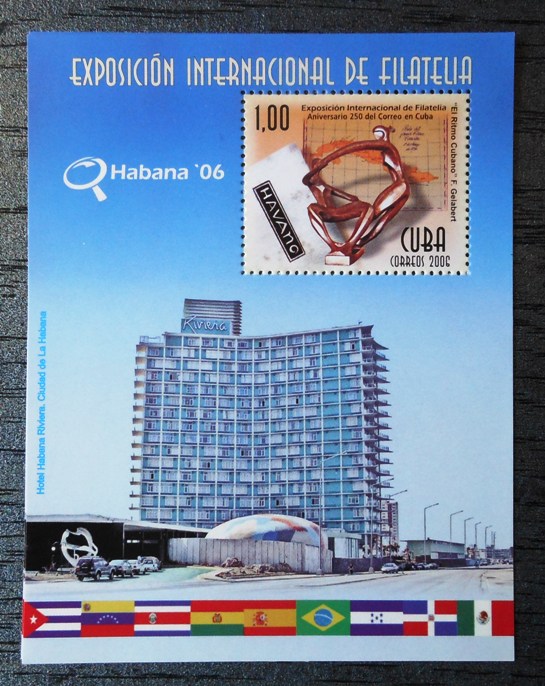 EXPOSICIÓN INTERNACIONAL DE FILATELIA
1,00
Exposición Internacional de Filatelia
Aniversario 250 del Correo en Cuba
"El Ritmo Cubano" F. Gelabert
Habana '06
HAVANO
CUBA
CORREOS 2006
Riviera
Hotel Habana Riviera. Ciudad de La Habana